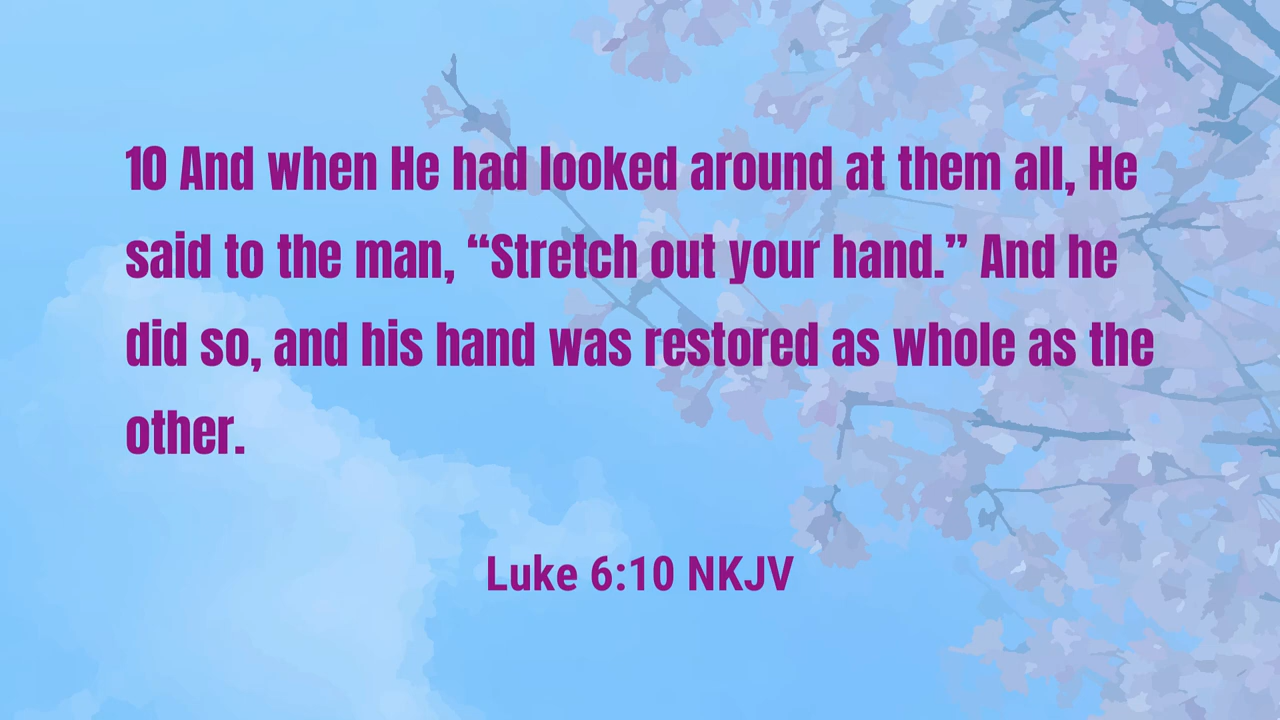 10 And when He had looked around at them all, He
said to the man, “Stretch out your hand.” And he
did so, and his hand was restored as whole as the
other.
Luke 6:10 NKJV